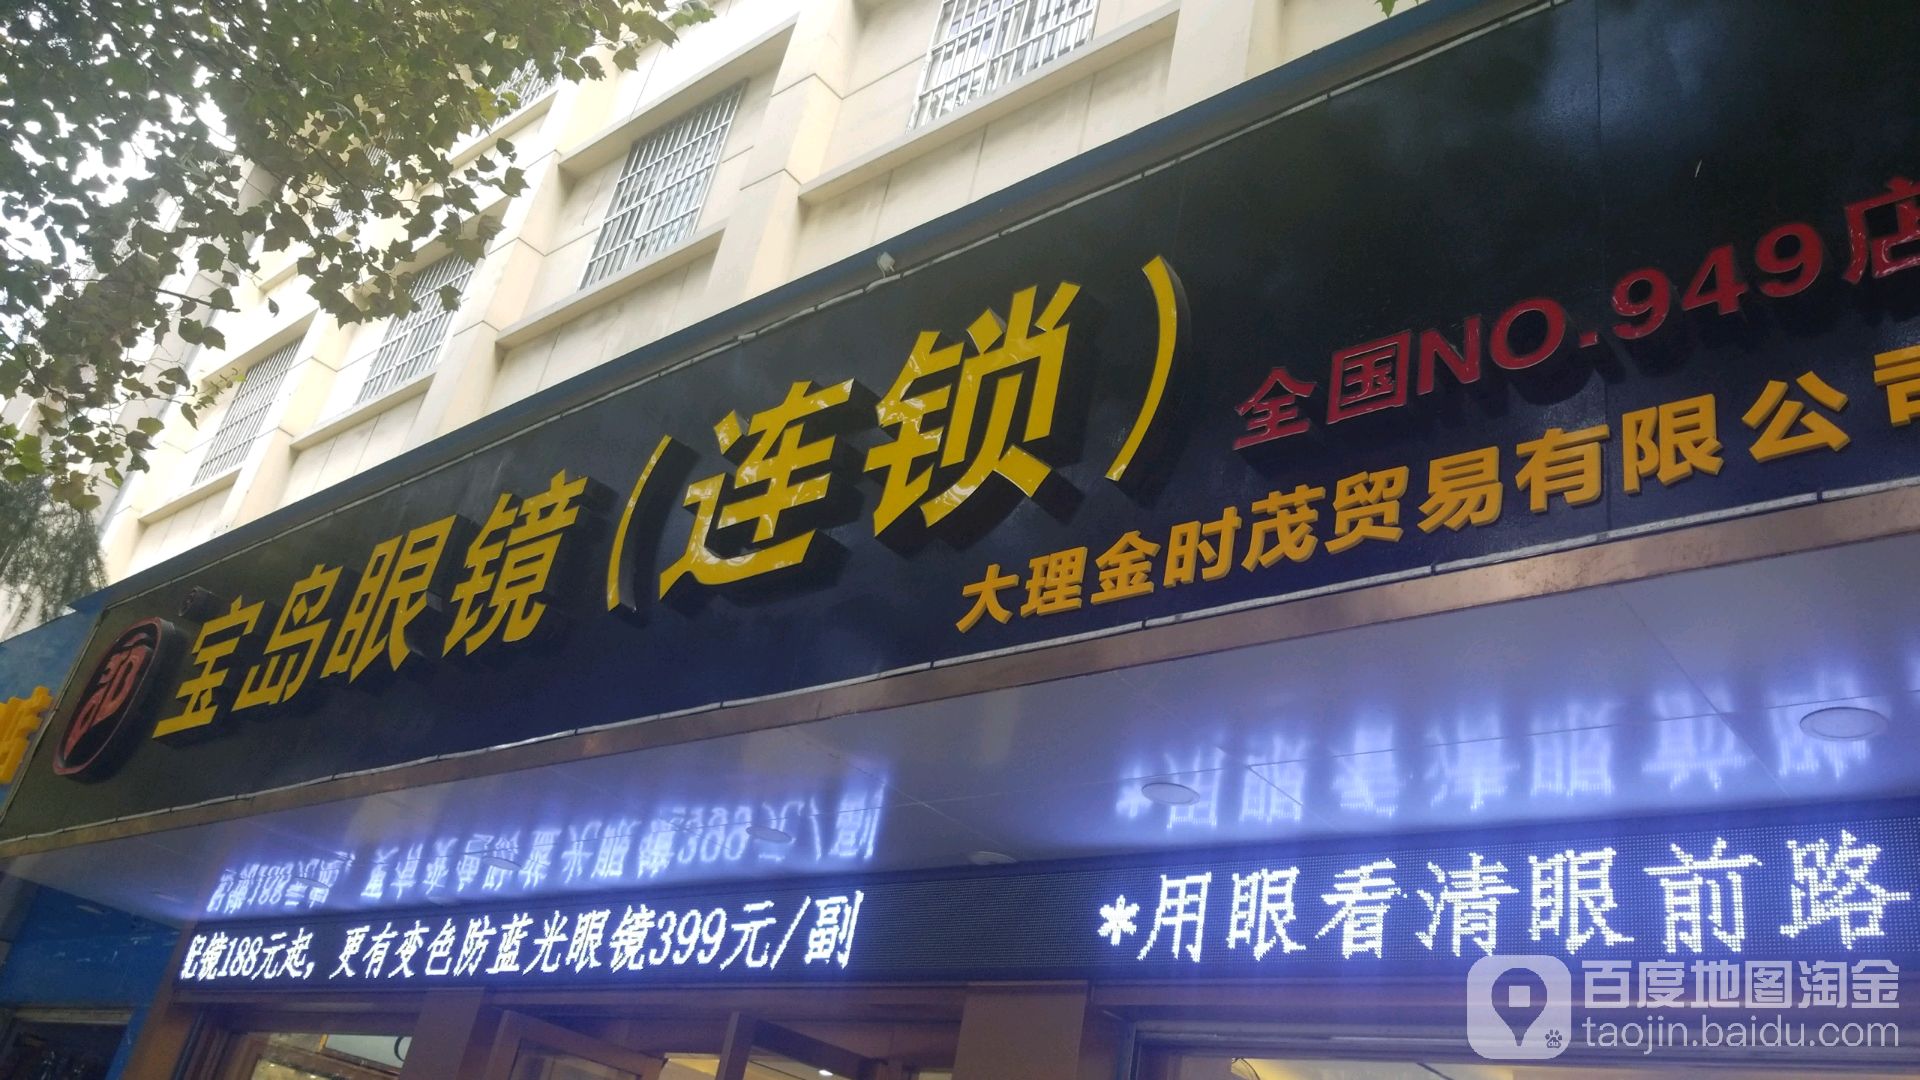 宝岛眼镜(连锁)
全国NO.949店
大理金时茂贸易有限公司
配镜188元起，更有变色防蓝光眼镜399元/副
*用眼看清眼前路
百度地图淘金
taojin.baidu.com